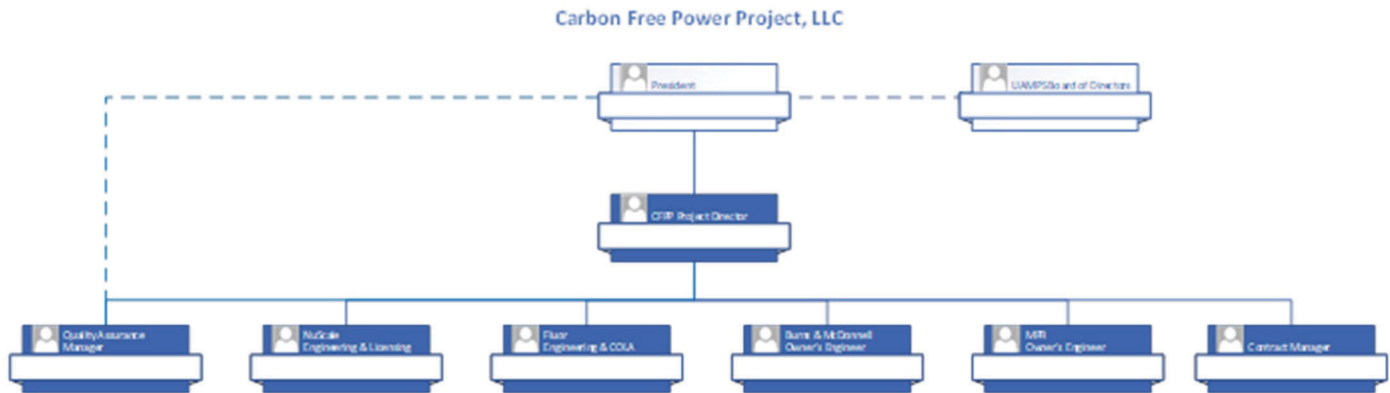 Carbon Free Power Project, LLC
President
UAMPS Board of Directors
CFPP Project Director
Quality Assurance
Manager
NuScale
Engineering & Licensing
Fluor
Engineering & COLA
Burns & McDonnell
Owner's Engineer
MPR
Owner's Engineer
Contract Manager